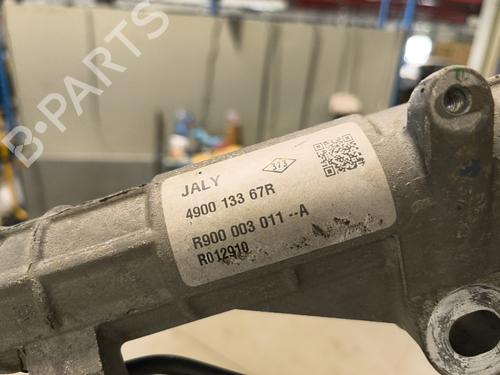 B-PARTS
JALY
4900 133 67R
R900 003 011--A
R012910